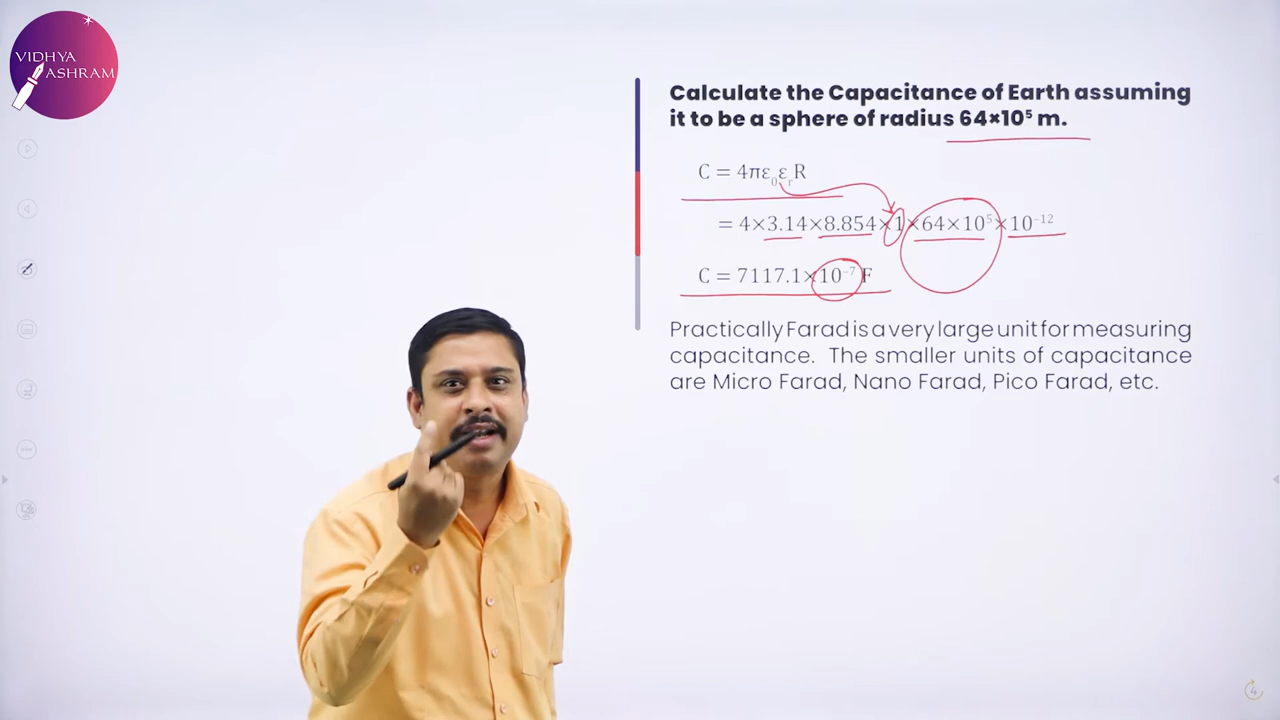 VIDHYA
ASHRAM
Calculate the Capacitance of Earth assuming
it to be a sphere of radius 64×10⁵ m.
C = 4πε₀εᵣR
= 4×3.14×8.854×1×64×10⁵×10⁻¹²
C = 7117.1×10⁻⁷ F
Practically Farad is a very large unit for measuring
capacitance. The smaller units of capacitance
are Micro Farad, Nano Farad, Pico Farad, etc.
4